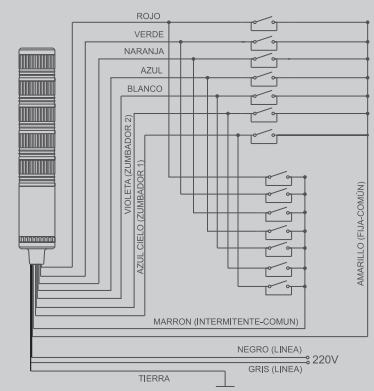 ROJO
VERDE
NARANJA
AZUL
BLANCO
VIOLETA (ZUMBADOR 2)
AZUL CIELO (ZUMBADOR 1)
AMARILLO (FIJA-COMÚN)
MARRON (INTERMITENTE-COMUN)
NEGRO (LINEA)
220V
GRIS (LINEA)
TIERRA